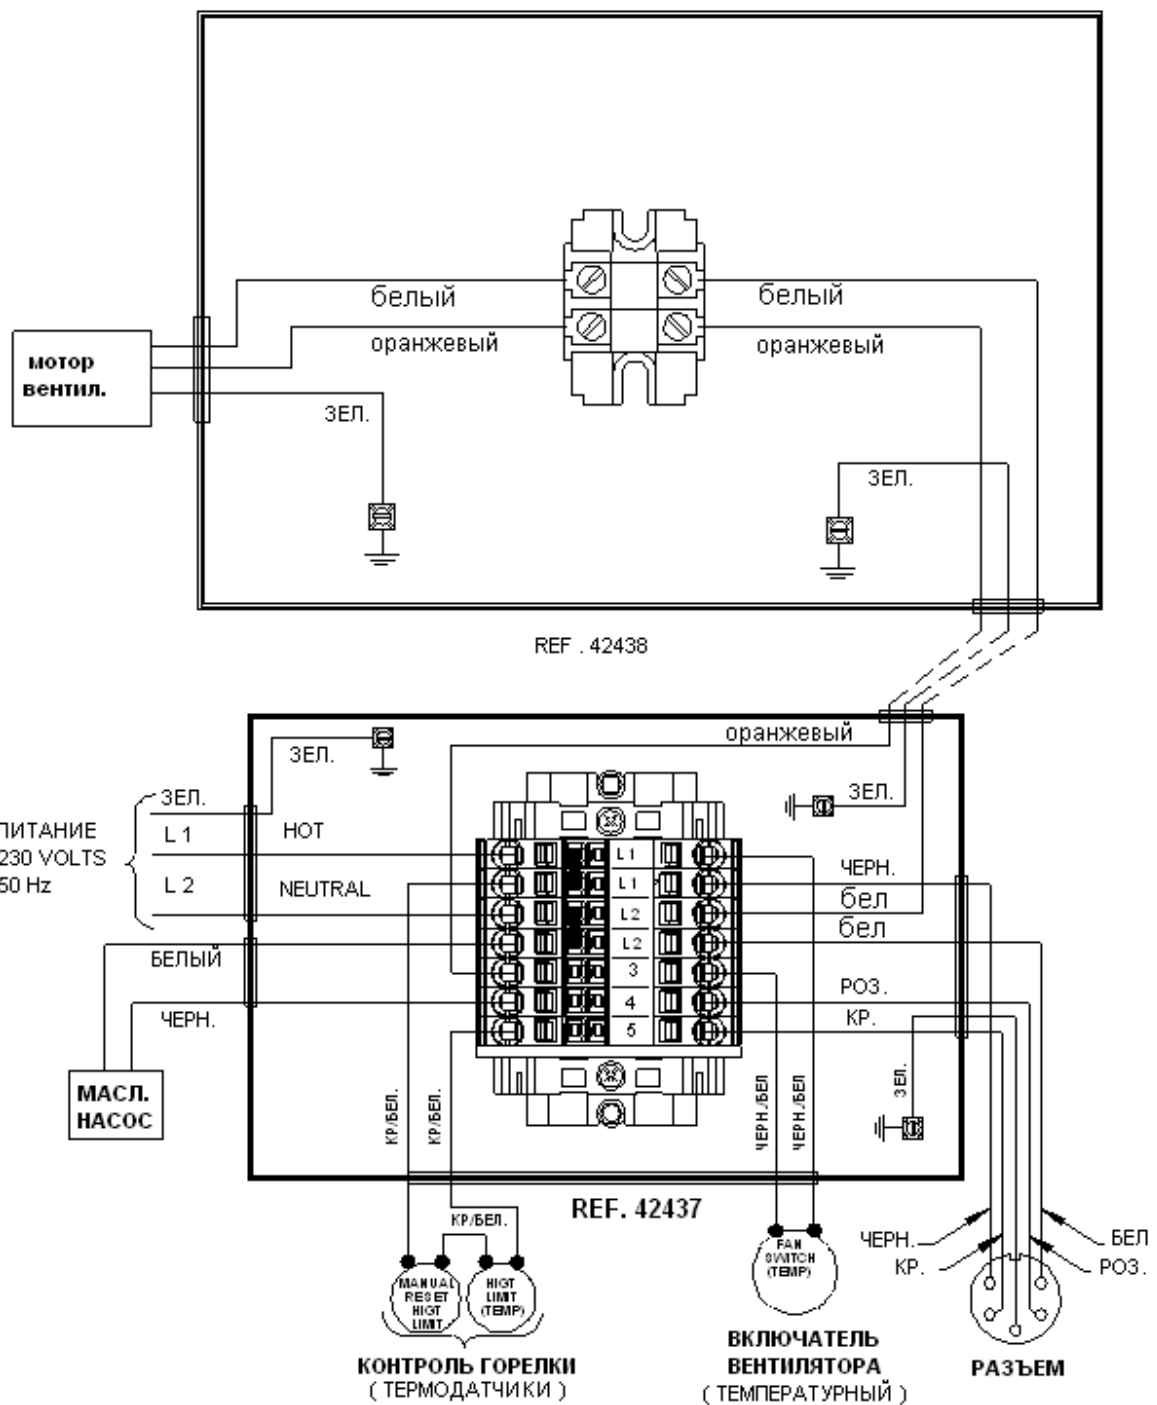 белый
белый
мотор
вентил.
оранжевый
оранжевый
ЗЕЛ.
ЗЕЛ.
REF . 42438
оранжевый
ЗЕЛ.
ЗЕЛ.
ЗЕЛ.
ПИТАНИЕ
230 VOLTS
50 Hz
L 1
HOT
L 2
NEUTRAL
L1
L1
L2
L2
3
4
5
ЧЕРН.
бел
бел
БЕЛЫЙ
РОЗ.
ЧЕРН.
КР.
МАСЛ.
НАСОС
ЗЕЛ.
КР/БЕЛ.
КР/БЕЛ.
ЧЕРН./БЕЛ
ЧЕРН./БЕЛ
REF. 42437
КР/БЕЛ.
ЧЕРН.
БЕЛ
КР.
РОЗ.
MANUAL
RESET
HIGT
LIMIT
HIGT
LIMIT
(TEMP)
FAN
SWITCH
(TEMP)
КОНТРОЛЬ ГОРЕЛКИ
( ТЕРМОДАТЧИКИ )
ВКЛЮЧАТЕЛЬ
ВЕНТИЛЯТОРА
( ТЕМПЕРАТУРНЫЙ )
РАЗЪЕМ